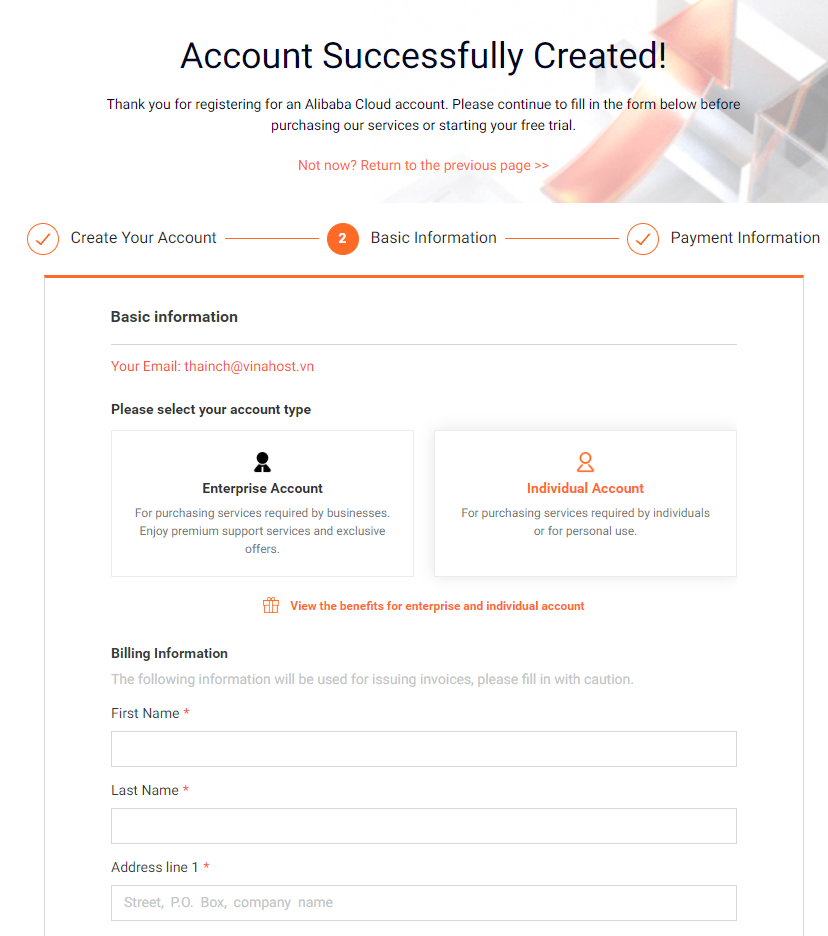 Account Successfully Created!
Thank you for registering for an Alibaba Cloud account. Please continue to fill in the form below before
purchasing our services or starting your free trial.
Not now? Return to the previous page >>
Create Your Account
2 Basic Information
Payment Information
Basic information
Your Email: thainch@vinahost.vn
Please select your account type
Enterprise Account
For purchasing services required by businesses.
Enjoy premium support services and exclusive
offers.
Individual Account
For purchasing services required by individuals
or for personal use.
View the benefits for enterprise and individual account
Billing Information
The following information will be used for issuing invoices, please fill in with caution.
First Name *
Last Name *
Address line 1 *
Street, P.O. Box, company name